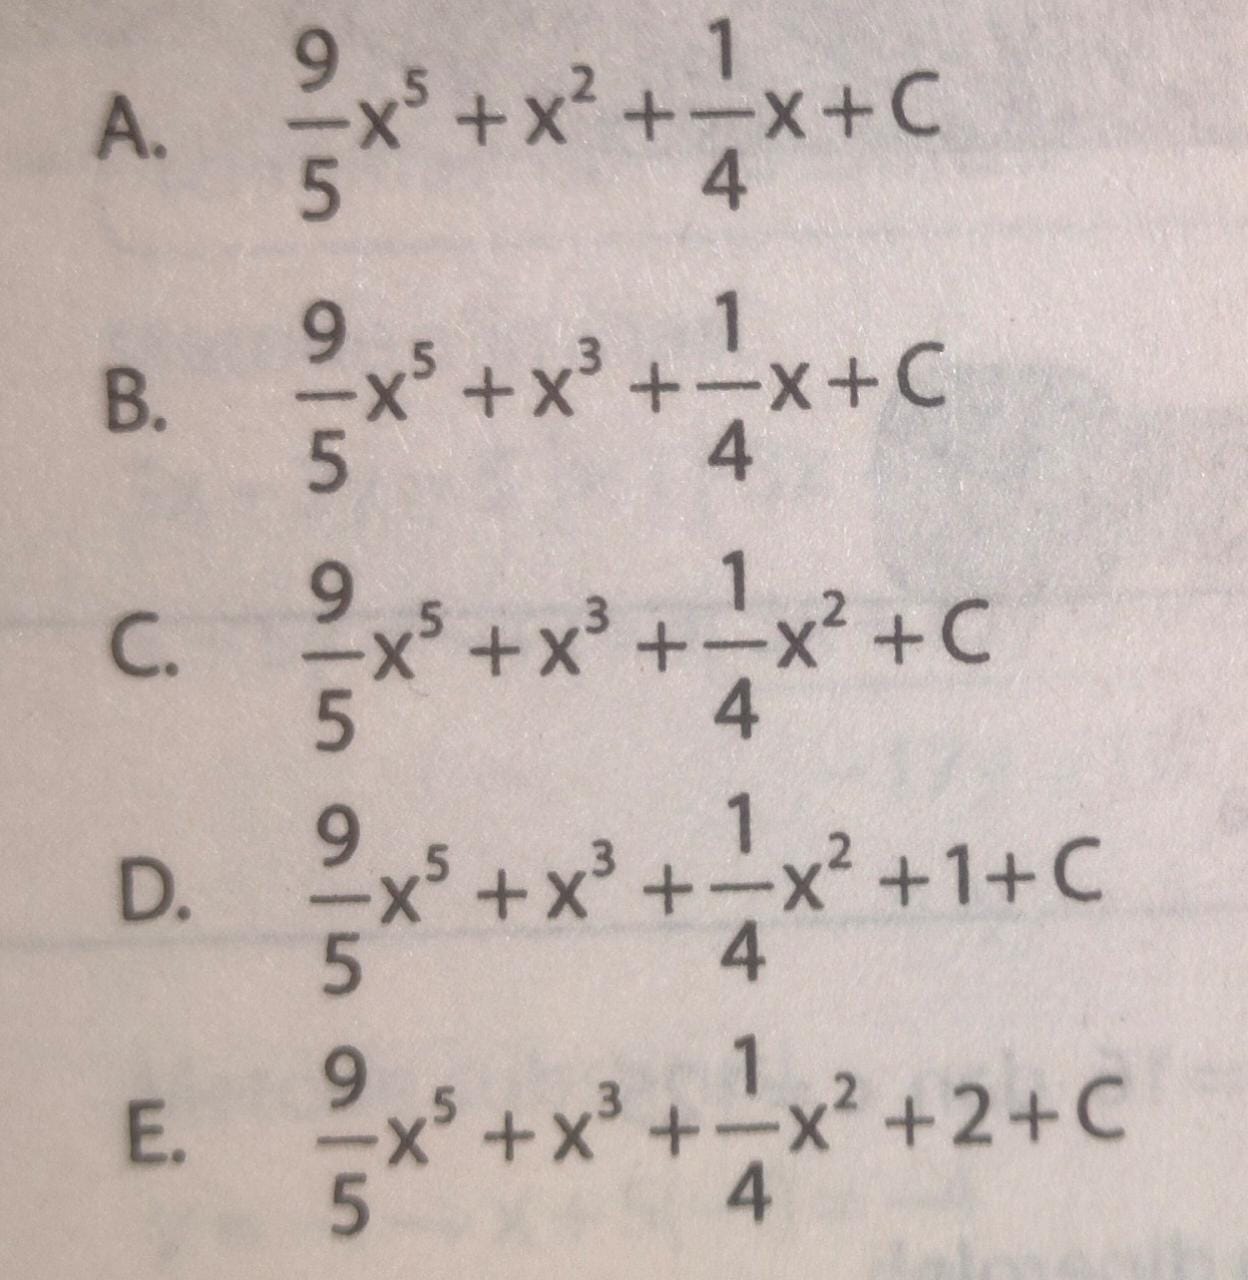 A. \frac{9}{5}x^5 + x^2 + \frac{1}{4}x + C
B. \frac{9}{5}x^5 + x^3 + \frac{1}{4}x + C
C. \frac{9}{5}x^5 + x^3 + \frac{1}{4}x^2 + C
D. \frac{9}{5}x^5 + x^3 + \frac{1}{4}x^2 + 1 + C
E. \frac{9}{5}x^5 + x^3 + \frac{1}{4}x^2 + 2 + C